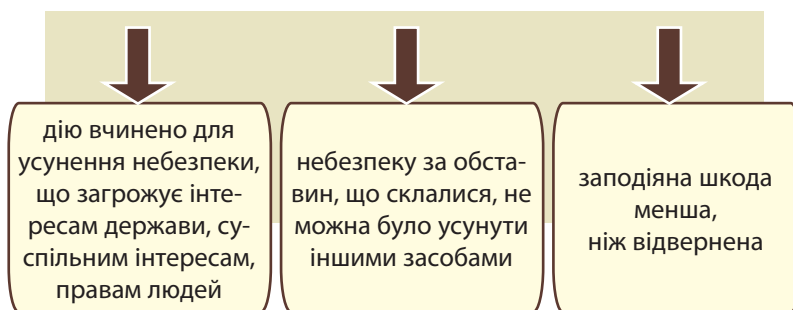 дію вчинено для
усунення небезпеки,
що загрожує інте-
ресам держави, су-
спільним інтересам,
правам людей
небезпеку за обста-
вин, що склалися, не
можна було усунути
іншими засобами
заподіяна шкода
менша,
ніж відвернена